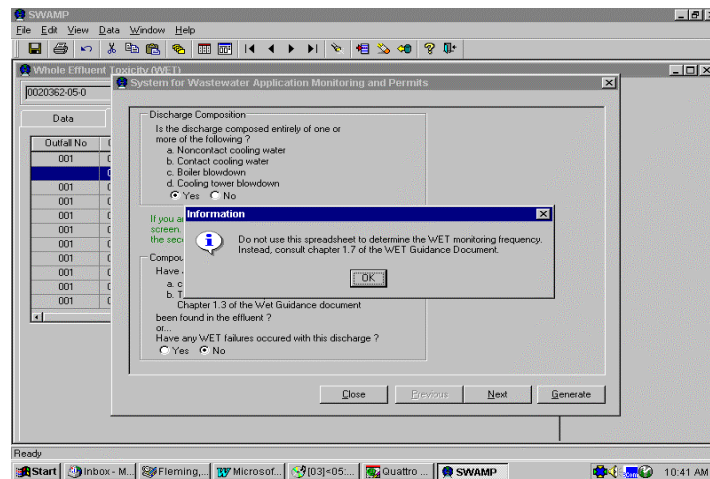 SWAMP
File Edit View Data Window Help
Whole Effluent Toxicity (WET)
System for Wastewater Application Monitoring and Permits
0020362-05-0
Data
Outfall No
001
001
001
001
001
001
001
001
001
001
Discharge Composition
Is the discharge composed entirely of one or
more of the following ?
a. Noncontact cooling water
b. Contact cooling water
c. Boiler blowdown
d. Cooling tower blowdown
Yes No
If you a
screen.
the seco
Information
Do not use this spreadsheet to determine the WET monitoring frequency.
Instead, consult chapter 1.7 of the WET Guidance Document.
OK
Compou
Have
a. c
b. T
Chapter 1.3 of the Wet Guidance document
been found in the effluent ?
or...
Have any WET failures occured with this discharge ?
Yes No
Close Previous Next Generate
Ready
Start Inbox - M... Fleming,... Microsof... [03]<05:... Quattro ... SWAMP 10:41 AM